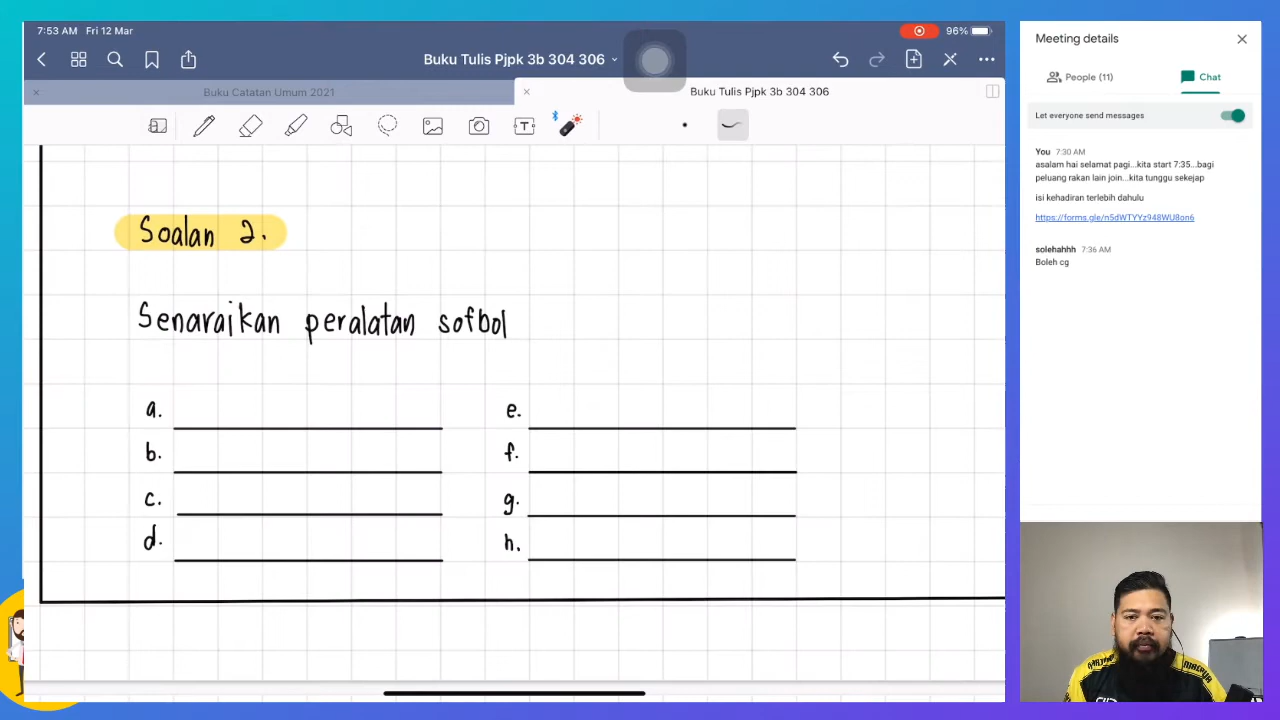 7:53 AM Fri 12 Mar
96%
Buku Tulis Pjpk 3b 304 306
Buku Catatan Umum 2021
Buku Tulis Pjpk 3b 304 306
Soalan 2.
Senaraikan peralatan sofbol
a.
b.
c.
d.
e.
f.
g.
h.
Meeting details
People (11)
Chat
Let everyone send messages
You 7:30 AM
asalam hai selamat pagi...kita start 7:35...bagi
peluang rakan lain join...kita tunggu sekejap
isi kehadiran terlebih dahulu
https://forms.gle/n5dWTYYz948WU8on6
solehahhh 7:36 AM
Boleh cg